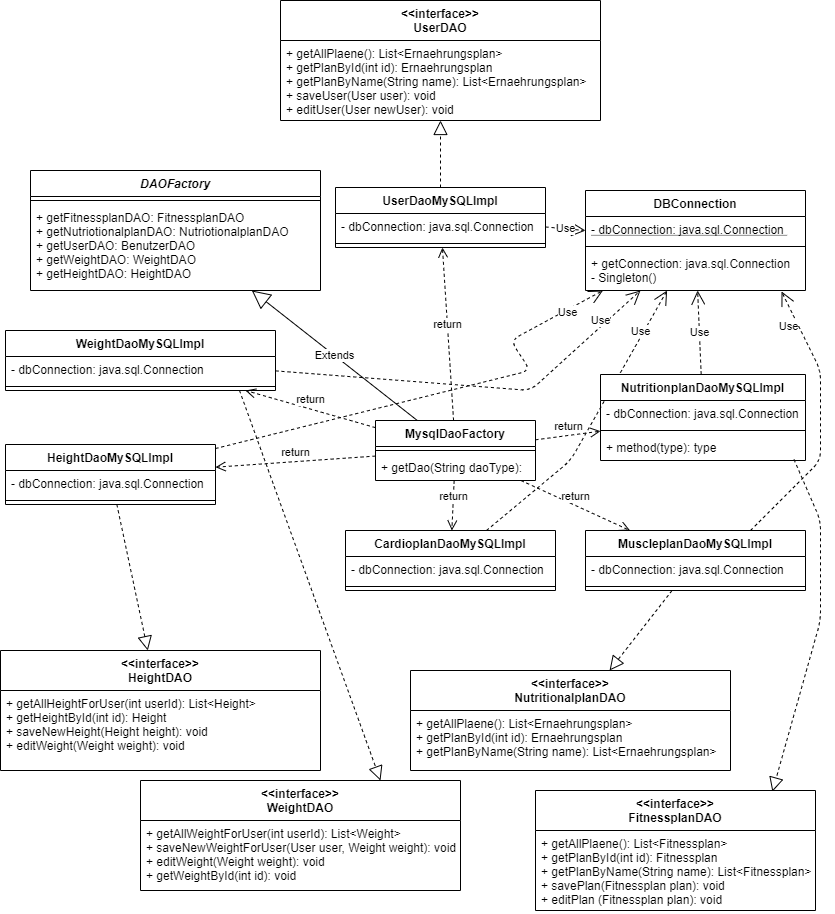 <<interface>>
UserDAO
+ getAllPlaene(): List<Ernaehrungsplan>
+ getPlanById(int id): Ernaehrungsplan
+ getPlanByName(String name): List<Ernaehrungsplan>
+ saveUser(User user): void
+ editUser(User newUser): void
DAOFactory
+ getFitnessplanDAO: FitnessplanDAO
+ getNutriotionalplanDAO: NutriotionalplanDAO
+ getUserDAO: BenutzerDAO
+ getWeightDAO: WeightDAO
+ getHeightDAO: HeightDAO
UserDaoMySQLImpl
- dbConnection: java.sql.Connection
Use
DBConnection
- dbConnection: java.sql.Connection
+ getConnection: java.sql.Connection
- Singleton()
return
Use
Use
Use
Use
Use
Extends
WeightDaoMySQLImpl
- dbConnection: java.sql.Connection
return
NutritionplanDaoMySQLImpl
- dbConnection: java.sql.Connection
+ method(type): type
MysqlDaoFactory
+ getDao(String daoType):
return
HeightDaoMySQLImpl
- dbConnection: java.sql.Connection
return
return
return
CardioplanDaoMySQLImpl
- dbConnection: java.sql.Connection
MuscleplanDaoMySQLImpl
- dbConnection: java.sql.Connection
<<interface>>
HeightDAO
+ getAllHeightForUser(int userId): List<Height>
+ getHeightById(int id): Height
+ saveNewHeight(Height height): void
+ editWeight(Weight weight): void
<<interface>>
NutritionalplanDAO
+ getAllPlaene(): List<Ernaehrungsplan>
+ getPlanById(int id): Ernaehrungsplan
+ getPlanByName(String name): List<Ernaehrungsplan>
<<interface>>
WeightDAO
+ getAllWeightForUser(int userId): List<Weight>
+ saveNewWeightForUser(User user, Weight weight): void
+ editWeight(Weight weight): void
+ getWeightById(int id): void
<<interface>>
FitnessplanDAO
+ getAllPlaene(): List<Fitnessplan>
+ getPlanById(int id): Fitnessplan
+ getPlanByName(String name): List<Fitnessplan>
+ savePlan(Fitnessplan plan): void
+ editPlan (Fitnessplan plan): void